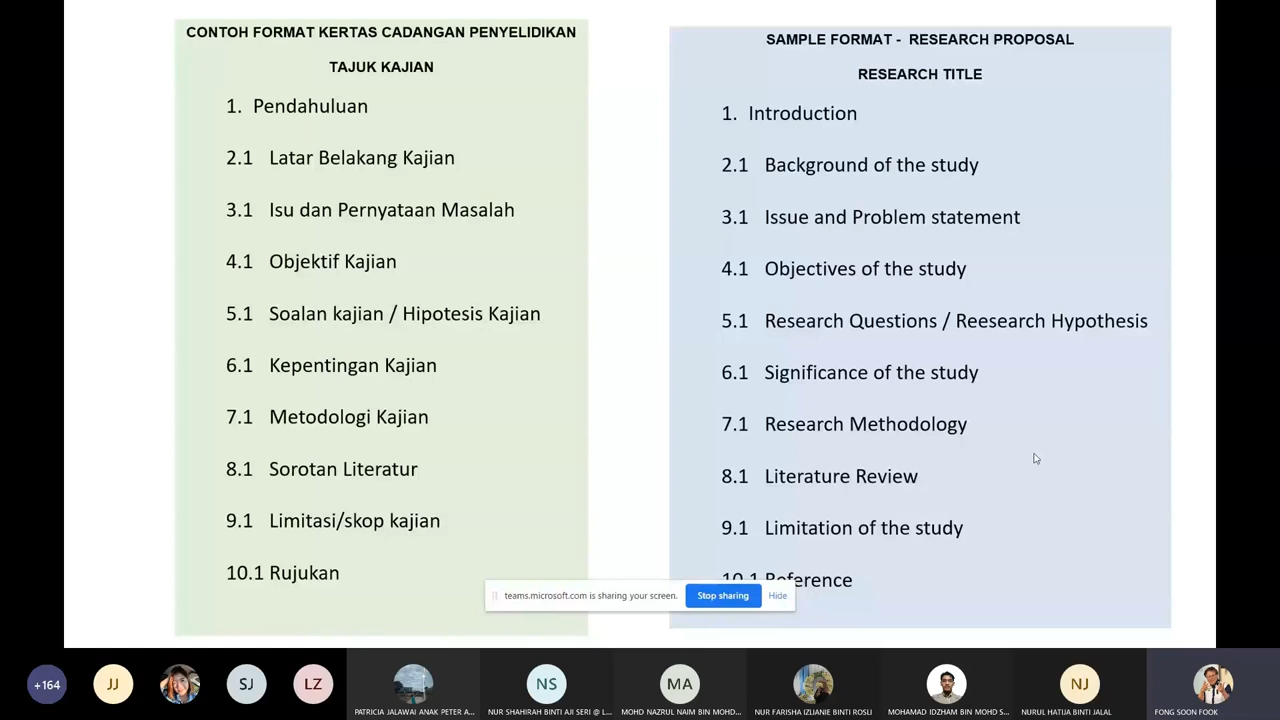 CONTOH FORMAT KERTAS CADANGAN PENYELIDIKAN
TAJUK KAJIAN
1. Pendahuluan
2.1 Latar Belakang Kajian
3.1 Isu dan Pernyataan Masalah
4.1 Objektif Kajian
5.1 Soalan kajian / Hipotesis Kajian
6.1 Kepentingan Kajian
7.1 Metodologi Kajian
8.1 Sorotan Literatur
9.1 Limitasi/skop kajian
10.1 Rujukan
SAMPLE FORMAT - RESEARCH PROPOSAL
RESEARCH TITLE
1. Introduction
2.1 Background of the study
3.1 Issue and Problem statement
4.1 Objectives of the study
5.1 Research Questions / Reesearch Hypothesis
6.1 Significance of the study
7.1 Research Methodology
8.1 Literature Review
9.1 Limitation of the study
10.1 Reference
teams.microsoft.com is sharing your screen.
Stop sharing
Hide
+164
JJ
SJ
LZ
PATRICIA JALAWAI ANAK PETER A...
NS
NUR SHAHIRAH BINTI AJI SERI @ L...
MA
MOHD NAZRUL NAIM BIN MOHD...
NUR FARISHA IZLIANIE BINTI ROSLI
MOHAMAD IDZHAM BIN MOHD S...
NJ
NURUL HATIJA BINTI JALAL
FONG SOON FOOK